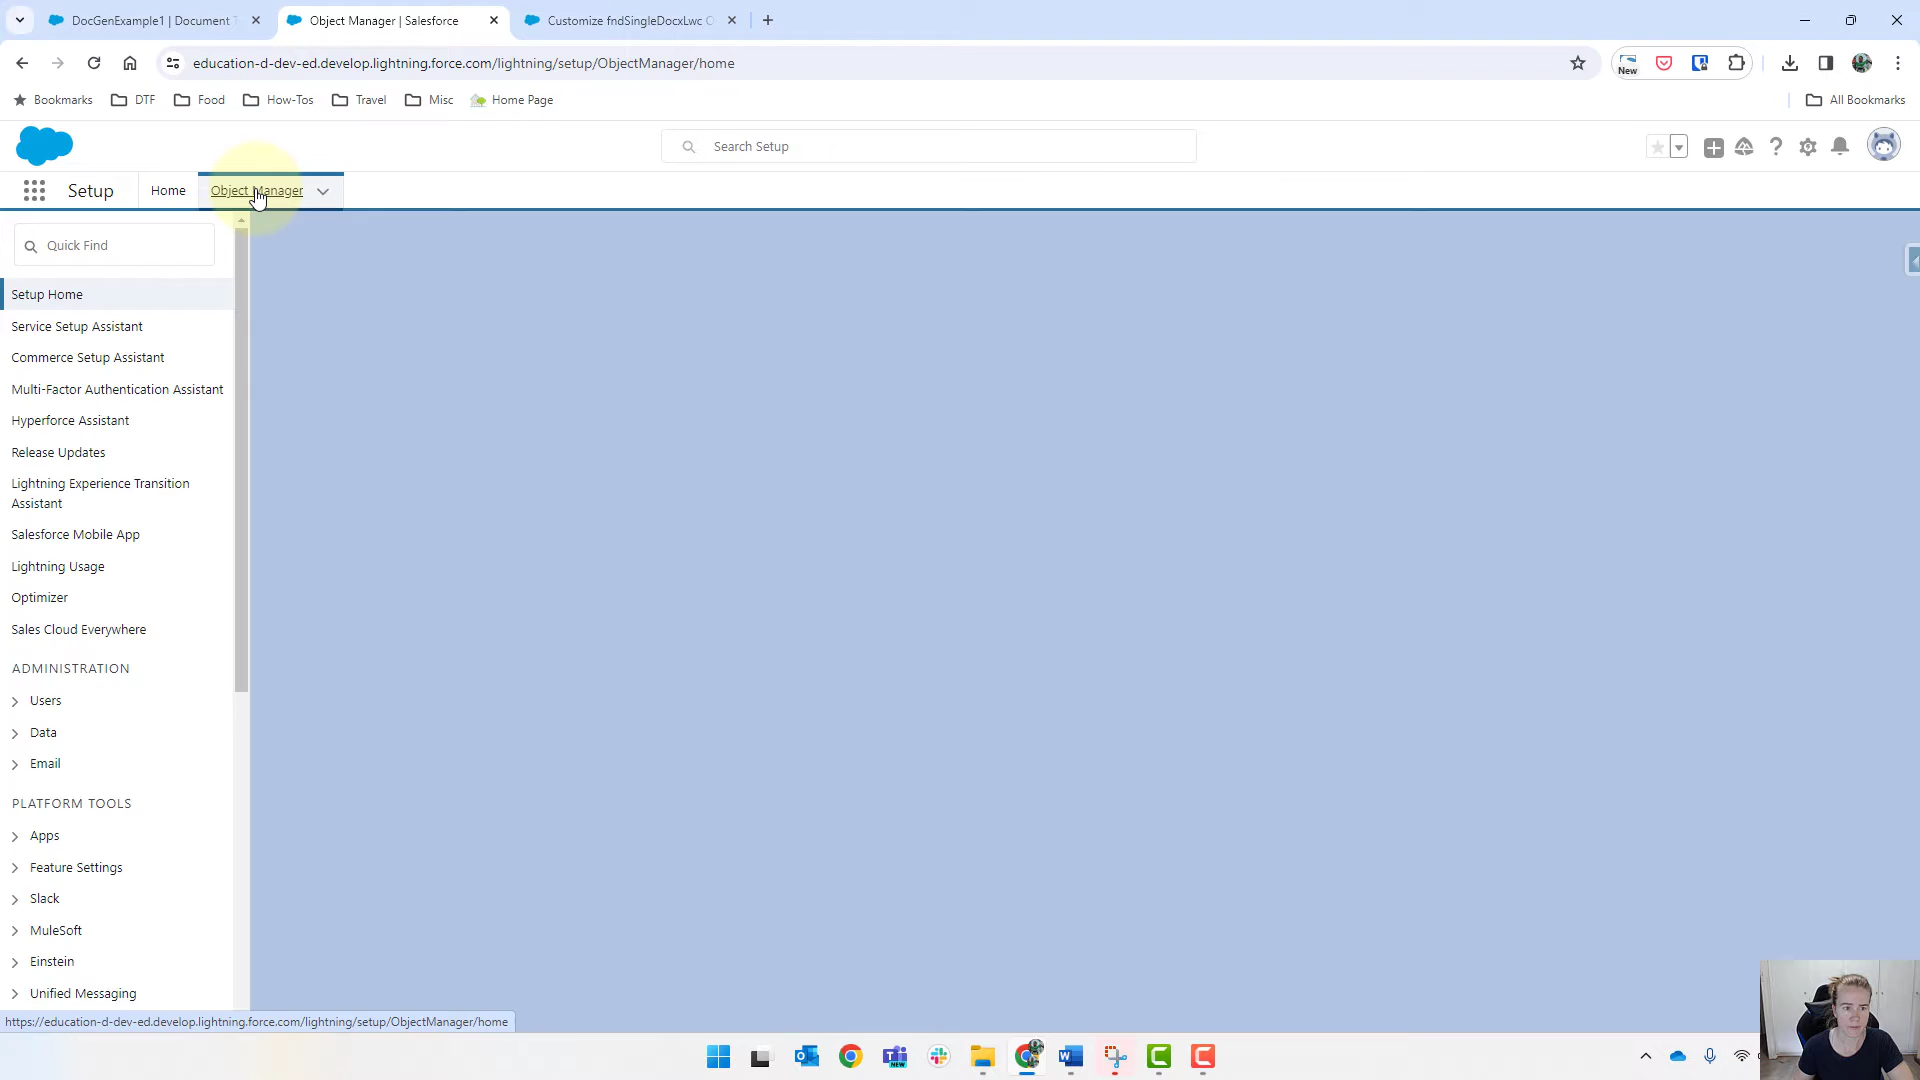 DocGenExample1 | Document T
Object Manager | Salesforce
Customize fndSingleDocxLwc O
education-d-dev-ed.develop.lightning.force.com/lightning/setup/ObjectManager/home
New
Bookmarks
DTF
Food
How-Tos
Travel
Misc
Home Page
All Bookmarks
Search Setup
Setup
Home
Object Manager
Quick Find
Setup Home
Service Setup Assistant
Commerce Setup Assistant
Multi-Factor Authentication Assistant
Hyperforce Assistant
Release Updates
Lightning Experience Transition
Assistant
Salesforce Mobile App
Lightning Usage
Optimizer
Sales Cloud Everywhere
ADMINISTRATION
Users
Data
Email
PLATFORM TOOLS
Apps
Feature Settings
Slack
MuleSoft
Einstein
Unified Messaging
https://education-d-dev-ed.develop.lightning.force.com/lightning/setup/ObjectManager/home